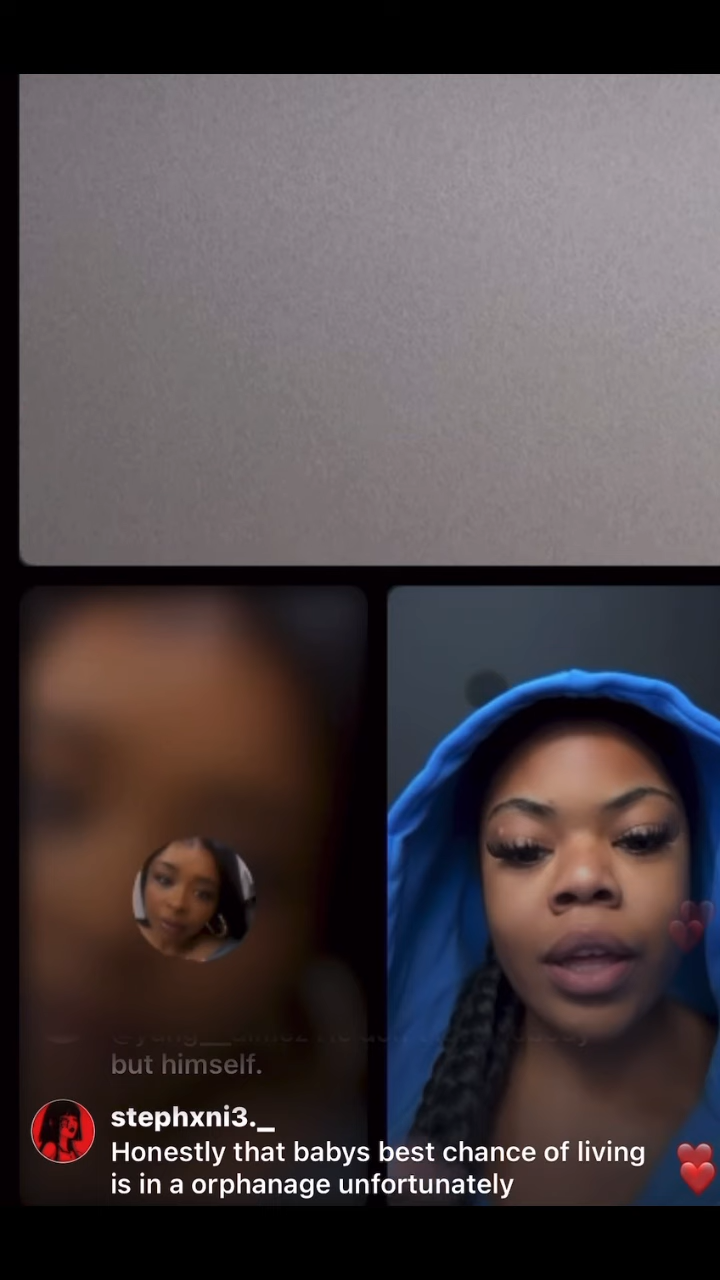 but himself.
stephxni3._
Honestly that babys best chance of living
is in a orphanage unfortunately